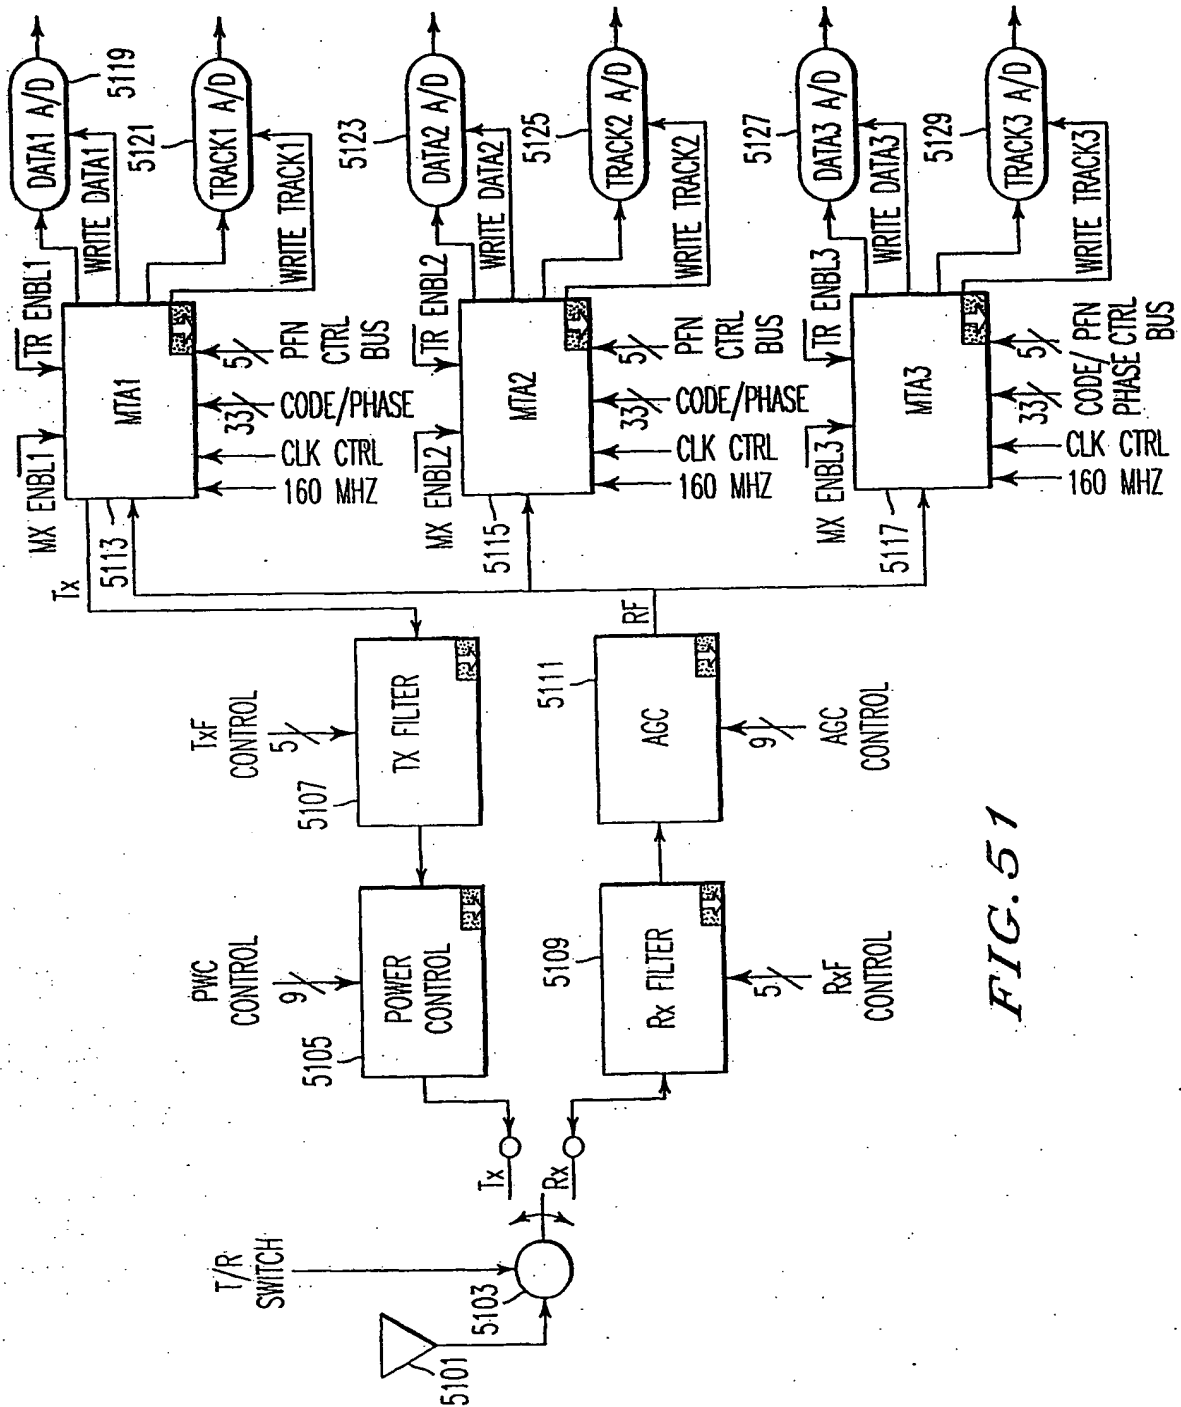 T/R
SWITCH
5101
5103
Tx
Rx
PWC
CONTROL
9
5105
POWER
CONTROL
TxF
CONTROL
5
5107
TX FILTER
Tx
5109
Rx FILTER
5
RxF
CONTROL
5111
AGC
9
AGC
CONTROL
RF
MX ENBL1
TR ENBL1
5113
MTA1
160 MHZ
CLK CTRL
33
CODE/PHASE
5
PFN
CTRL
BUS
WRITE DATA1
DATA1 A/D
5119
5121
TRACK1 A/D
WRITE TRACK1
MX ENBL2
TR ENBL2
5115
MTA2
160 MHZ
CLK CTRL
33
CODE/PHASE
5
PFN
CTRL
BUS
WRITE DATA2
5123
DATA2 A/D
5125
TRACK2 A/D
WRITE TRACK2
MX ENBL3
TR ENBL3
5117
MTA3
160 MHZ
CLK CTRL
33
CODE/
PHASE
5
PFN
CTRL
BUS
WRITE DATA3
5127
DATA3 A/D
5129
TRACK3 A/D
WRITE TRACK3
FIG. 51